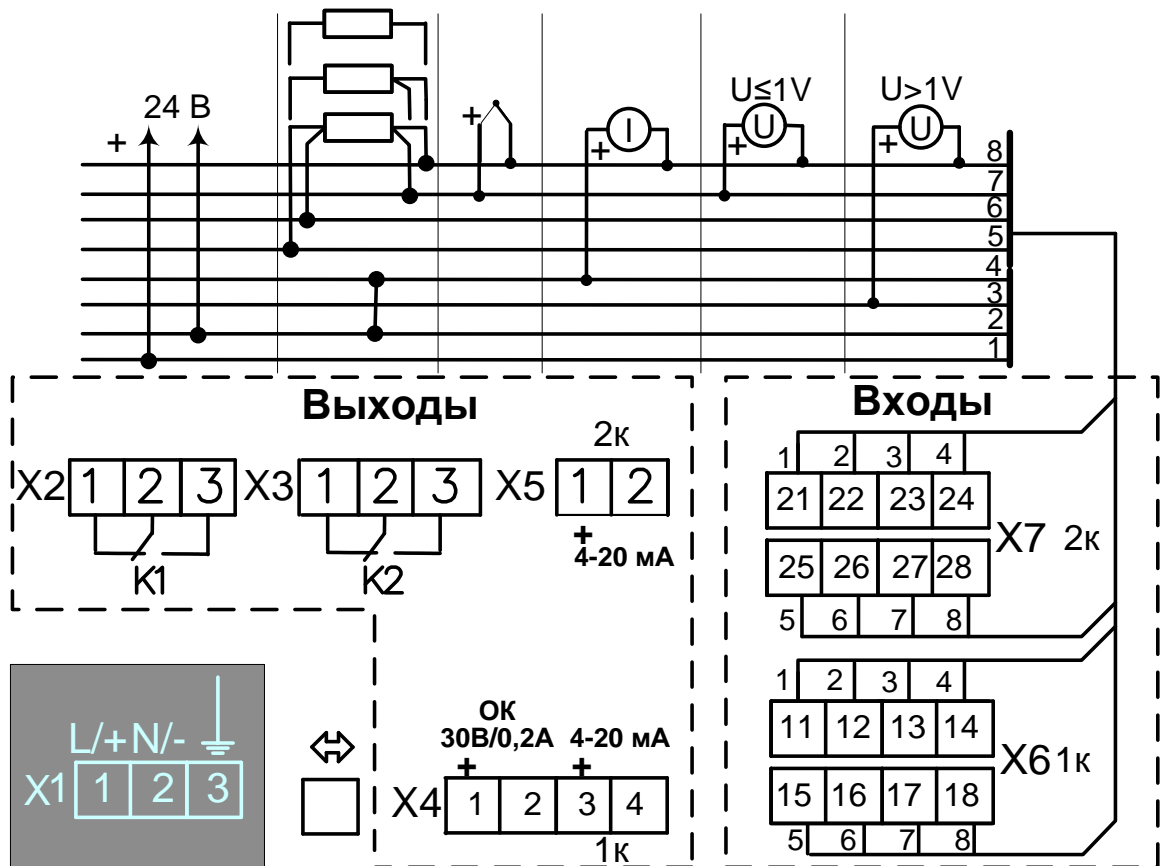 24 В
+
+
+
I
U≤1V
+
U
U>1V
+
U
8
7
6
5
4
3
2
1
Выходы
X2 1 2 3
K1
X3 1 2 3
K2
2к
X5 1 2
+
4-20 мА
L/+ N/-
X1 1 2 3
ОК
30В/0,2А 4-20 мА
+ +
X4 1 2 3 4
1к
Входы
1 2 3 4
21 22 23 24
X7 2к
25 26 27 28
5 6 7 8
1 2 3 4
11 12 13 14
X6 1к
15 16 17 18
5 6 7 8